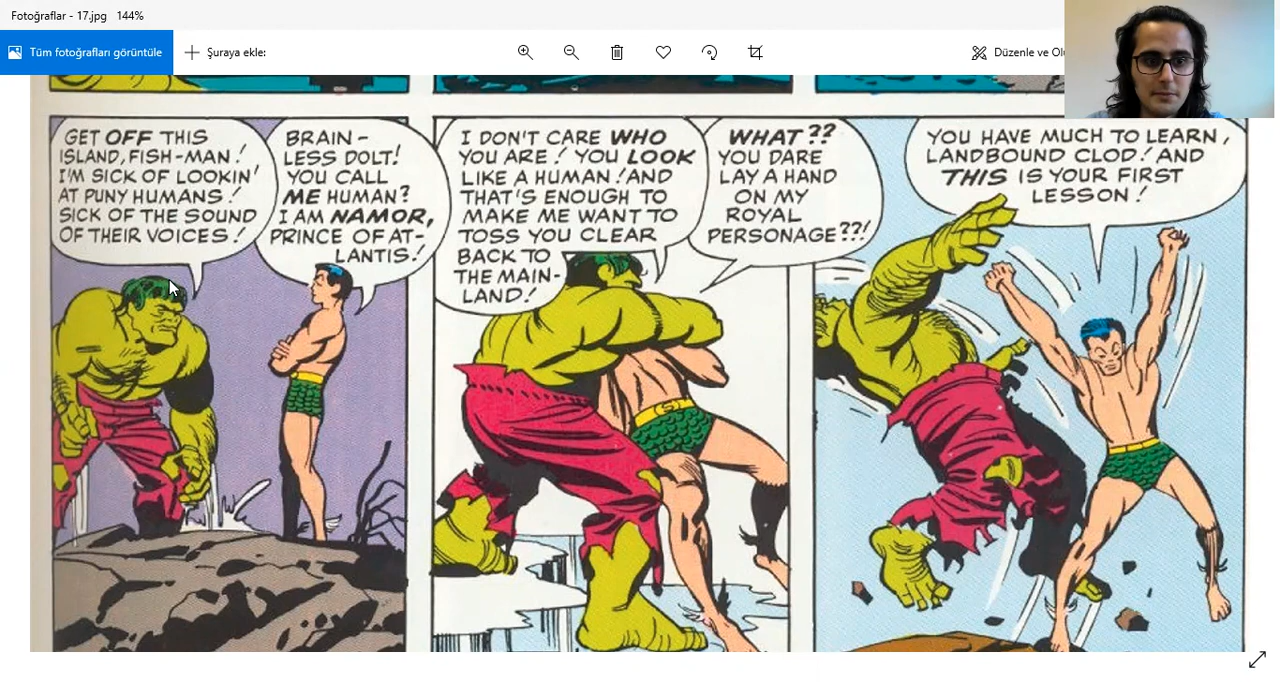 Fotoğraflar - 17.jpg 144%
Tüm fotoğrafları görüntüle
Şuraya ekle:
Düzenle ve Olu
GET OFF THIS
ISLAND, FISH-MAN!
I'M SICK OF LOOKIN'
AT PUNY HUMANS!
SICK OF THE SOUND
OF THEIR VOICES!
BRAIN-
LESS DOLT!
YOU CALL
ME HUMAN?
I AM NAMOR,
PRINCE OF AT-
LANTIS!
I DON'T CARE WHO
YOU ARE! YOU LOOK
LIKE A HUMAN! AND
THAT'S ENOUGH TO
MAKE ME WANT TO
TOSS YOU CLEAR
BACK TO
THE MAIN-
LAND!
WHAT??
YOU DARE
LAY A HAND
ON MY
ROYAL
PERSONAGE??!
YOU HAVE MUCH TO LEARN,
LANDBOUND CLOD! AND
THIS IS YOUR FIRST
LESSON!